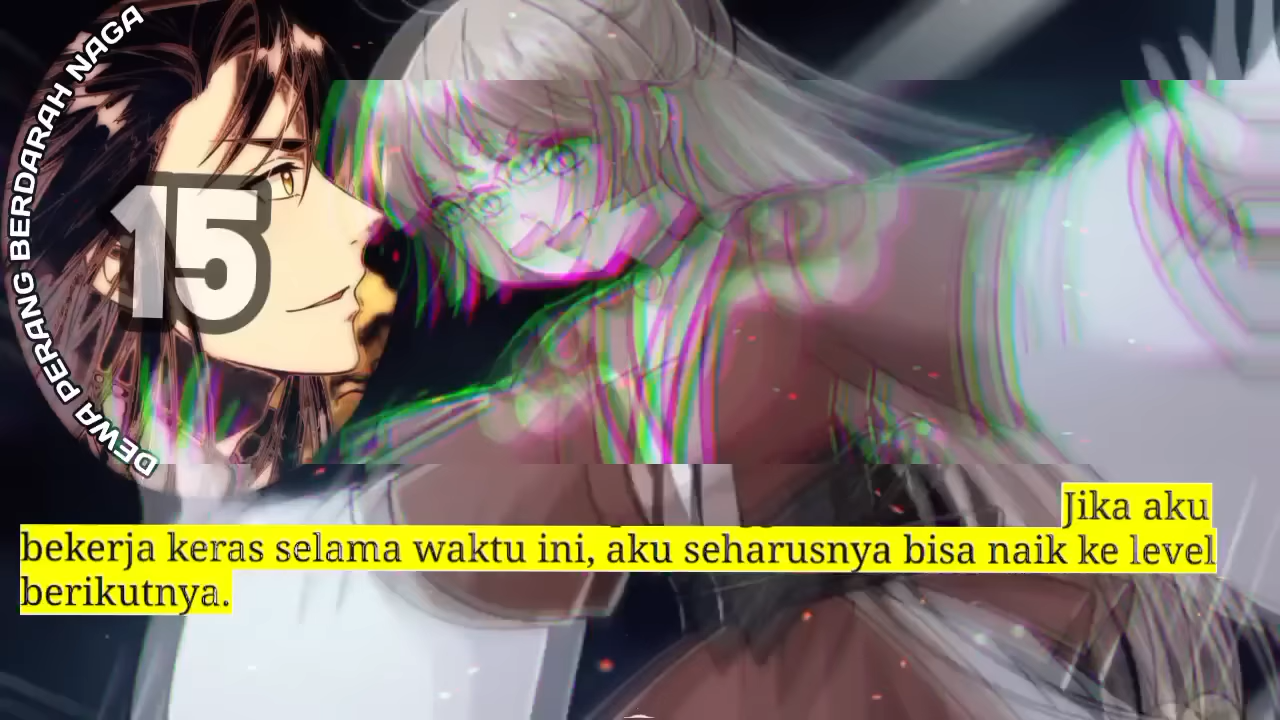 DEWA PERANG BERDARAH NAGA
15
Jika aku
bekerja keras selama waktu ini, aku seharusnya bisa naik ke level
berikutnya.